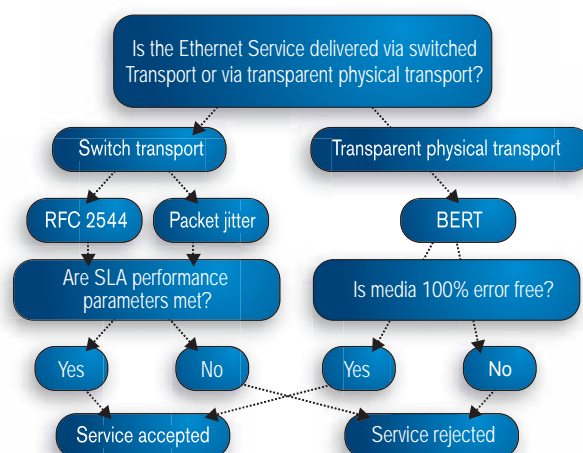 Is the Ethernet Service delivered via switched
Transport or via transparent physical transport?
Switch transport
Transparent physical transport
RFC 2544
Packet jitter
BERT
Are SLA performance
parameters met?
Is media 100% error free?
Yes
No
Yes
No
Service accepted
Service rejected